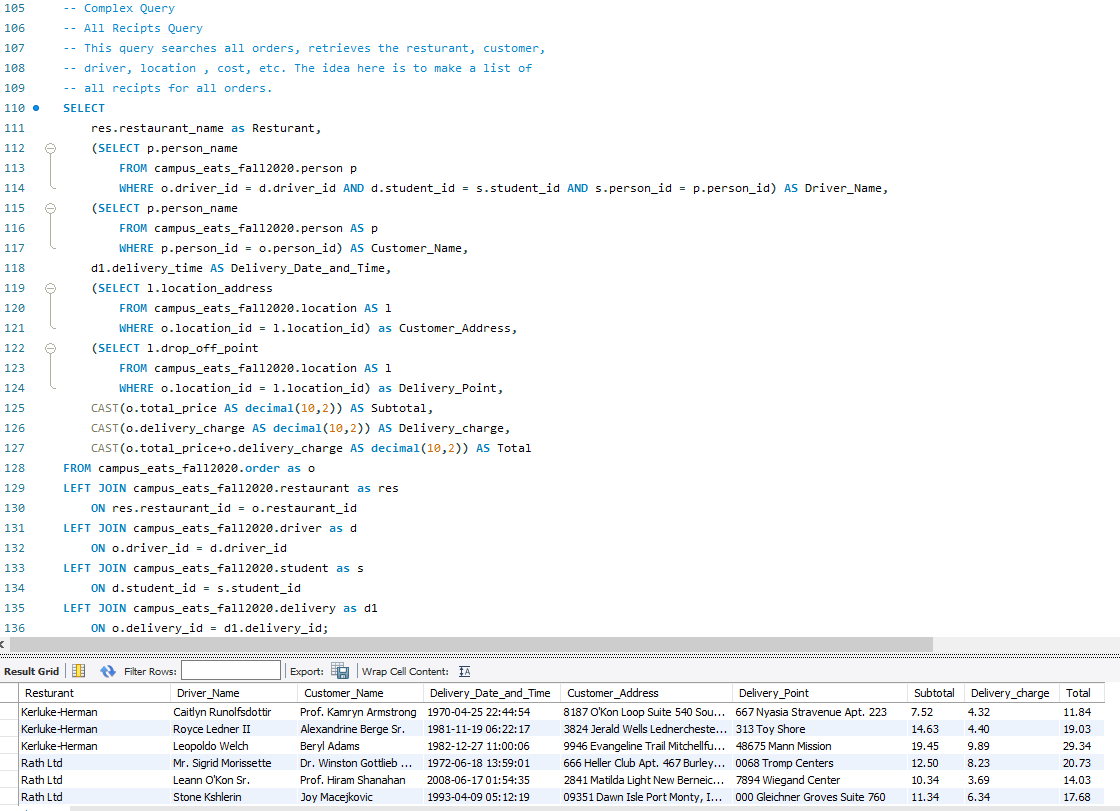 105 -- Complex Query
106 -- All Recipts Query
107 -- This query searches all orders, retrieves the resturant, customer,
108 -- driver, location , cost, etc. The idea here is to make a list of
109 -- all recipts for all orders.
110 SELECT
111 res.restaurant_name as Resturant,
112 (SELECT p.person_name
113 FROM campus_eats_fall2020.person p
114 WHERE o.driver_id = d.driver_id AND d.student_id = s.student_id AND s.person_id = p.person_id) AS Driver_Name,
115 (SELECT p.person_name
116 FROM campus_eats_fall2020.person AS p
117 WHERE p.person_id = o.person_id) AS Customer_Name,
118 d1.delivery_time AS Delivery_Date_and_Time,
119 (SELECT l.location_address
120 FROM campus_eats_fall2020.location AS l
121 WHERE o.location_id = l.location_id) as Customer_Address,
122 (SELECT l.drop_off_point
123 FROM campus_eats_fall2020.location AS l
124 WHERE o.location_id = l.location_id) as Delivery_Point,
125 CAST(o.total_price AS decimal(10,2)) AS Subtotal,
126 CAST(o.delivery_charge AS decimal(10,2)) AS Delivery_charge,
127 CAST(o.total_price+o.delivery_charge AS decimal(10,2)) AS Total
128 FROM campus_eats_fall2020.order as o
129 LEFT JOIN campus_eats_fall2020.restaurant as res
130 ON res.restaurant_id = o.restaurant_id
131 LEFT JOIN campus_eats_fall2020.driver as d
132 ON o.driver_id = d.driver_id
133 LEFT JOIN campus_eats_fall2020.student as s
134 ON d.student_id = s.student_id
135 LEFT JOIN campus_eats_fall2020.delivery as d1
136 ON o.delivery_id = d1.delivery_id;
Result Grid Filter Rows: Export: Wrap Cell Content:
Resturant Driver_Name Customer_Name Delivery_Date_and_Time Customer_Address Delivery_Point Subtotal Delivery_charge Total
Kerluke-Herman Caitlyn Runolfsdottir Prof. Kamryn Armstrong 1970-04-25 22:44:54 8187 O'Kon Loop Suite 540 Sou... 667 Nyasia Stravenue Apt. 223 7.52 4.32 11.84
Kerluke-Herman Royce Ledner II Alexandrine Berge Sr. 1981-11-19 06:22:17 3824 Jerald Wells Lednercheste... 313 Toy Shore 14.63 4.40 19.03
Kerluke-Herman Leopoldo Welch Beryl Adams 1982-12-27 11:00:06 9946 Evangeline Trail Mitchellfu... 48675 Mann Mission 19.45 9.89 29.34
Rath Ltd Mr. Sigrid Morissette Dr. Winston Gottlieb ... 1972-06-18 13:59:01 666 Heller Club Apt. 467 Burley... 0068 Tromp Centers 12.50 8.23 20.73
Rath Ltd Leann O'Kon Sr. Prof. Hiram Shanahan 2008-06-17 01:54:35 2841 Matilda Light New Berneic... 7894 Wiegand Center 10.34 3.69 14.03
Rath Ltd Stone Kshlerin Joy Macejkovic 1993-04-09 05:12:19 09351 Dawn Isle Port Monty, I... 000 Gleichner Groves Suite 760 11.34 6.34 17.68